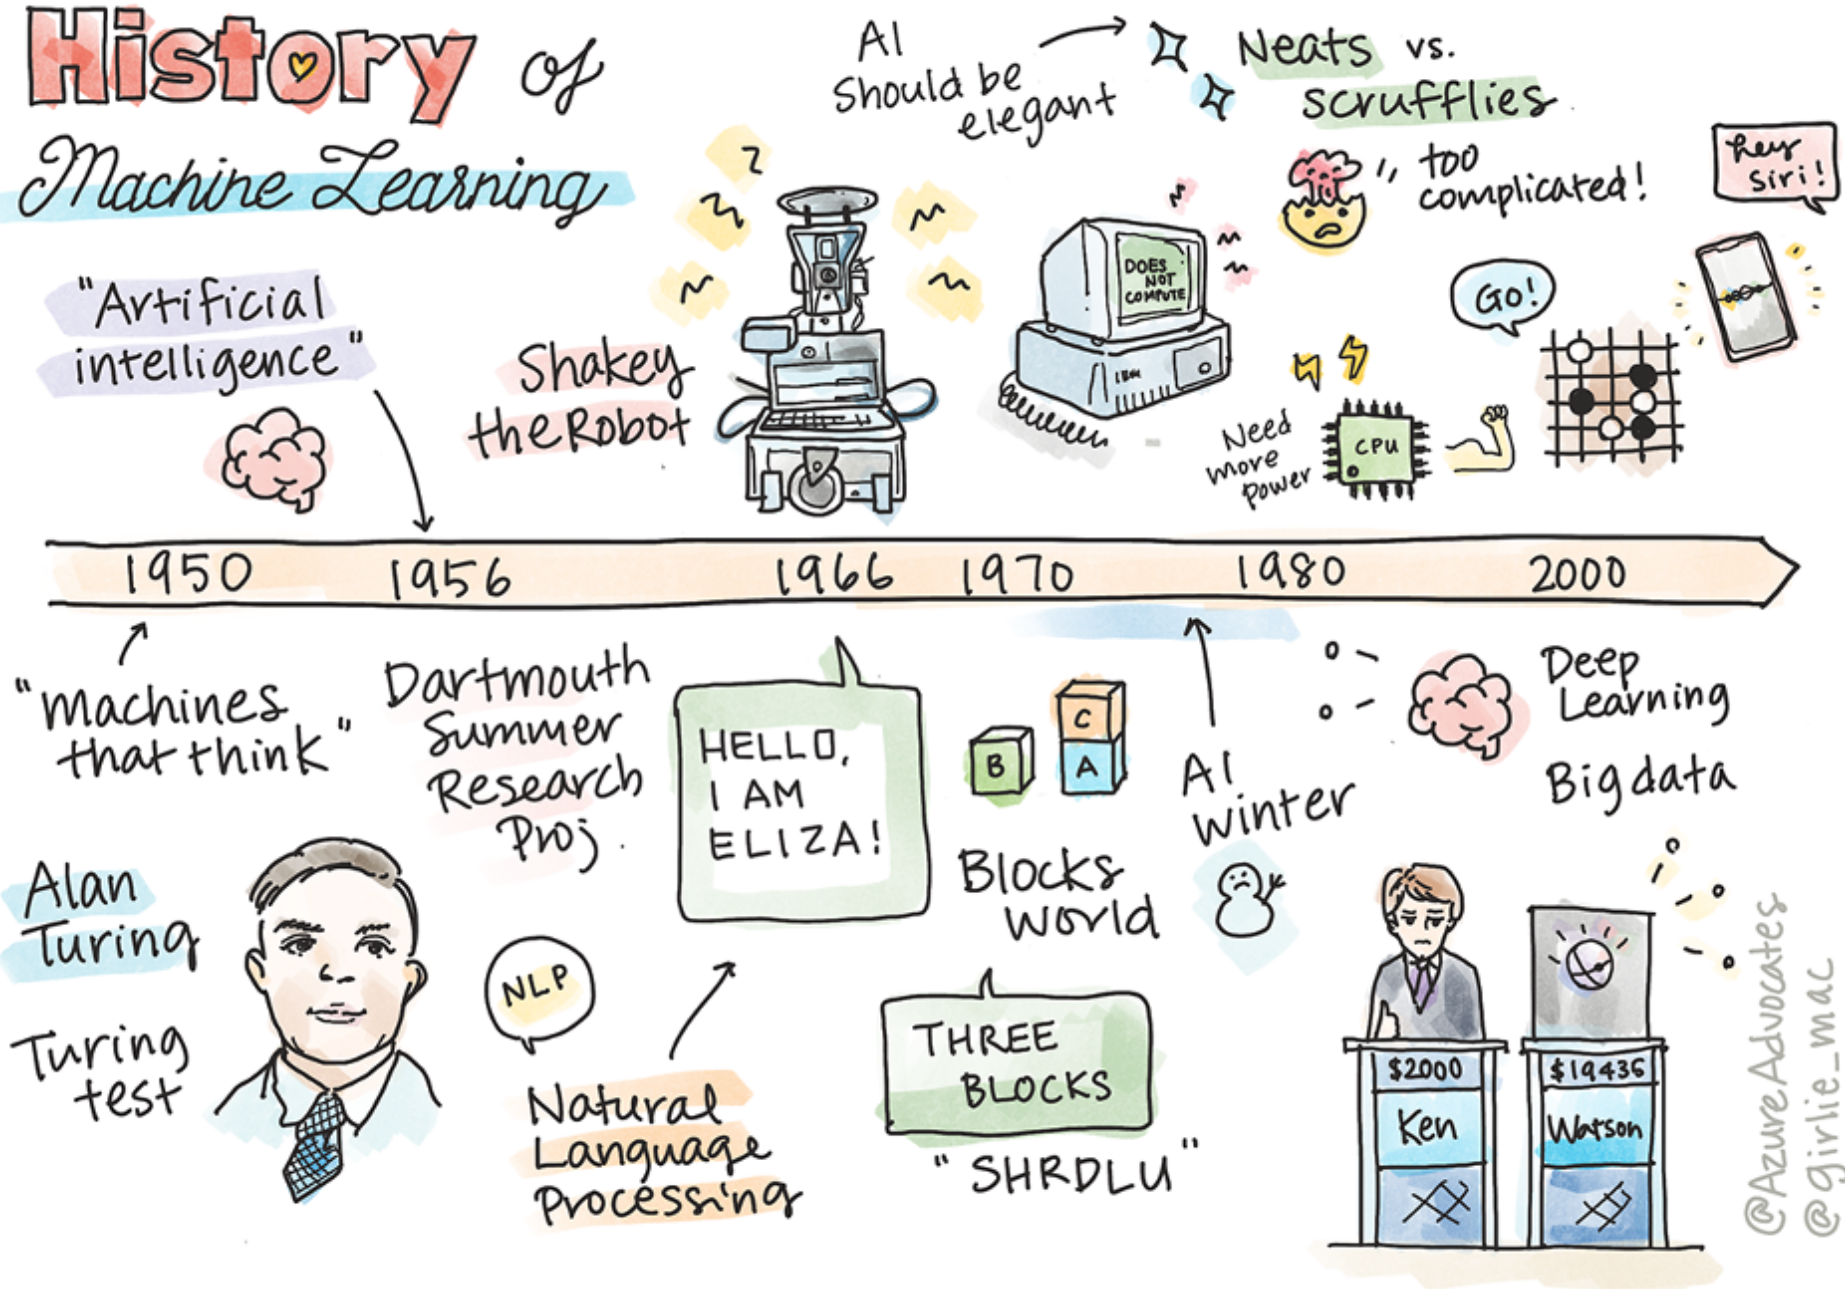 History of
Machine Learning
AI
Should be
elegant
Neats vs.
scrufflies
too
complicated!
hey
siri!
"Artificial
intelligence"
Shakey
the Robot
DOES
NOT
COMPUTE
IBM
GO!
Need
more
power
CPU
1950 1956 1966 1970 1980 2000
"Machines
that think"
Alan
Turing
Turing
test
Dartmouth
Summer
Research
Proj.
NLP
Natural
Language
Processing
HELLO,
I AM
ELIZA!
B
C
A
Blocks
world
THREE
BLOCKS
"SHRDLU"
AI
winter
Deep
Learning
Big data
$2000
Ken
$19436
Watson
@AzureAdvocates
@girlie_mac